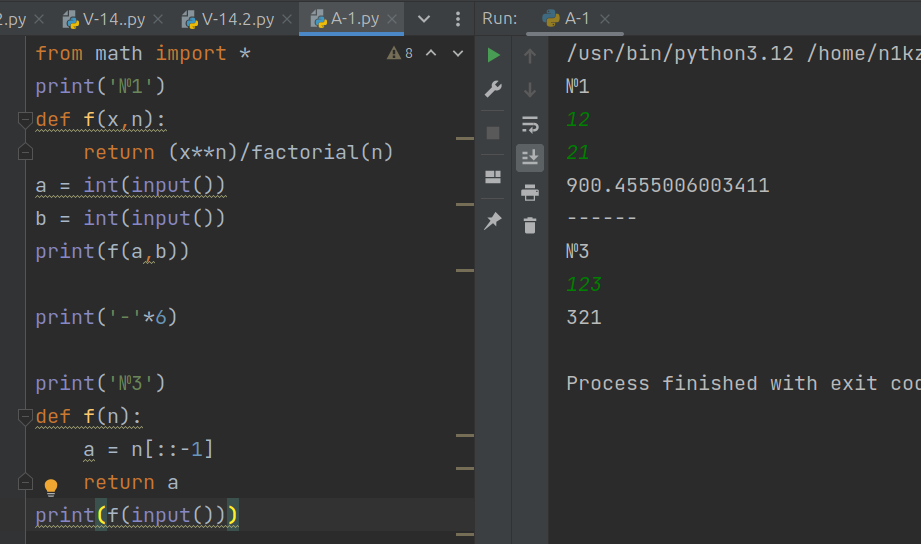 2.py V-14..py V-14.2.py A-1.py Run: A-1
from math import *
8
print('№1')
def f(x,n):
return (x**n)/factorial(n)
a = int(input())
b = int(input())
print(f(a,b))
print('-'*6)
print('№3')
def f(n):
a = n[::-1]
return a
print(f(input()))
/usr/bin/python3.12 /home/n1kz
№1
12
21
900.4555006003411
------
№3
123
321
Process finished with exit cod